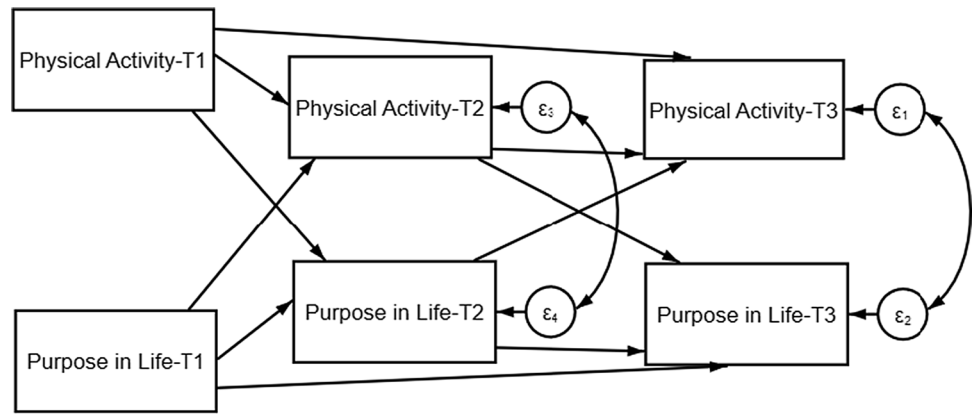 Physical Activity-T1
Physical Activity-T2
ε₃
Physical Activity-T3
ε₁
Purpose in Life-T1
Purpose in Life-T2
ε₄
Purpose in Life-T3
ε₂